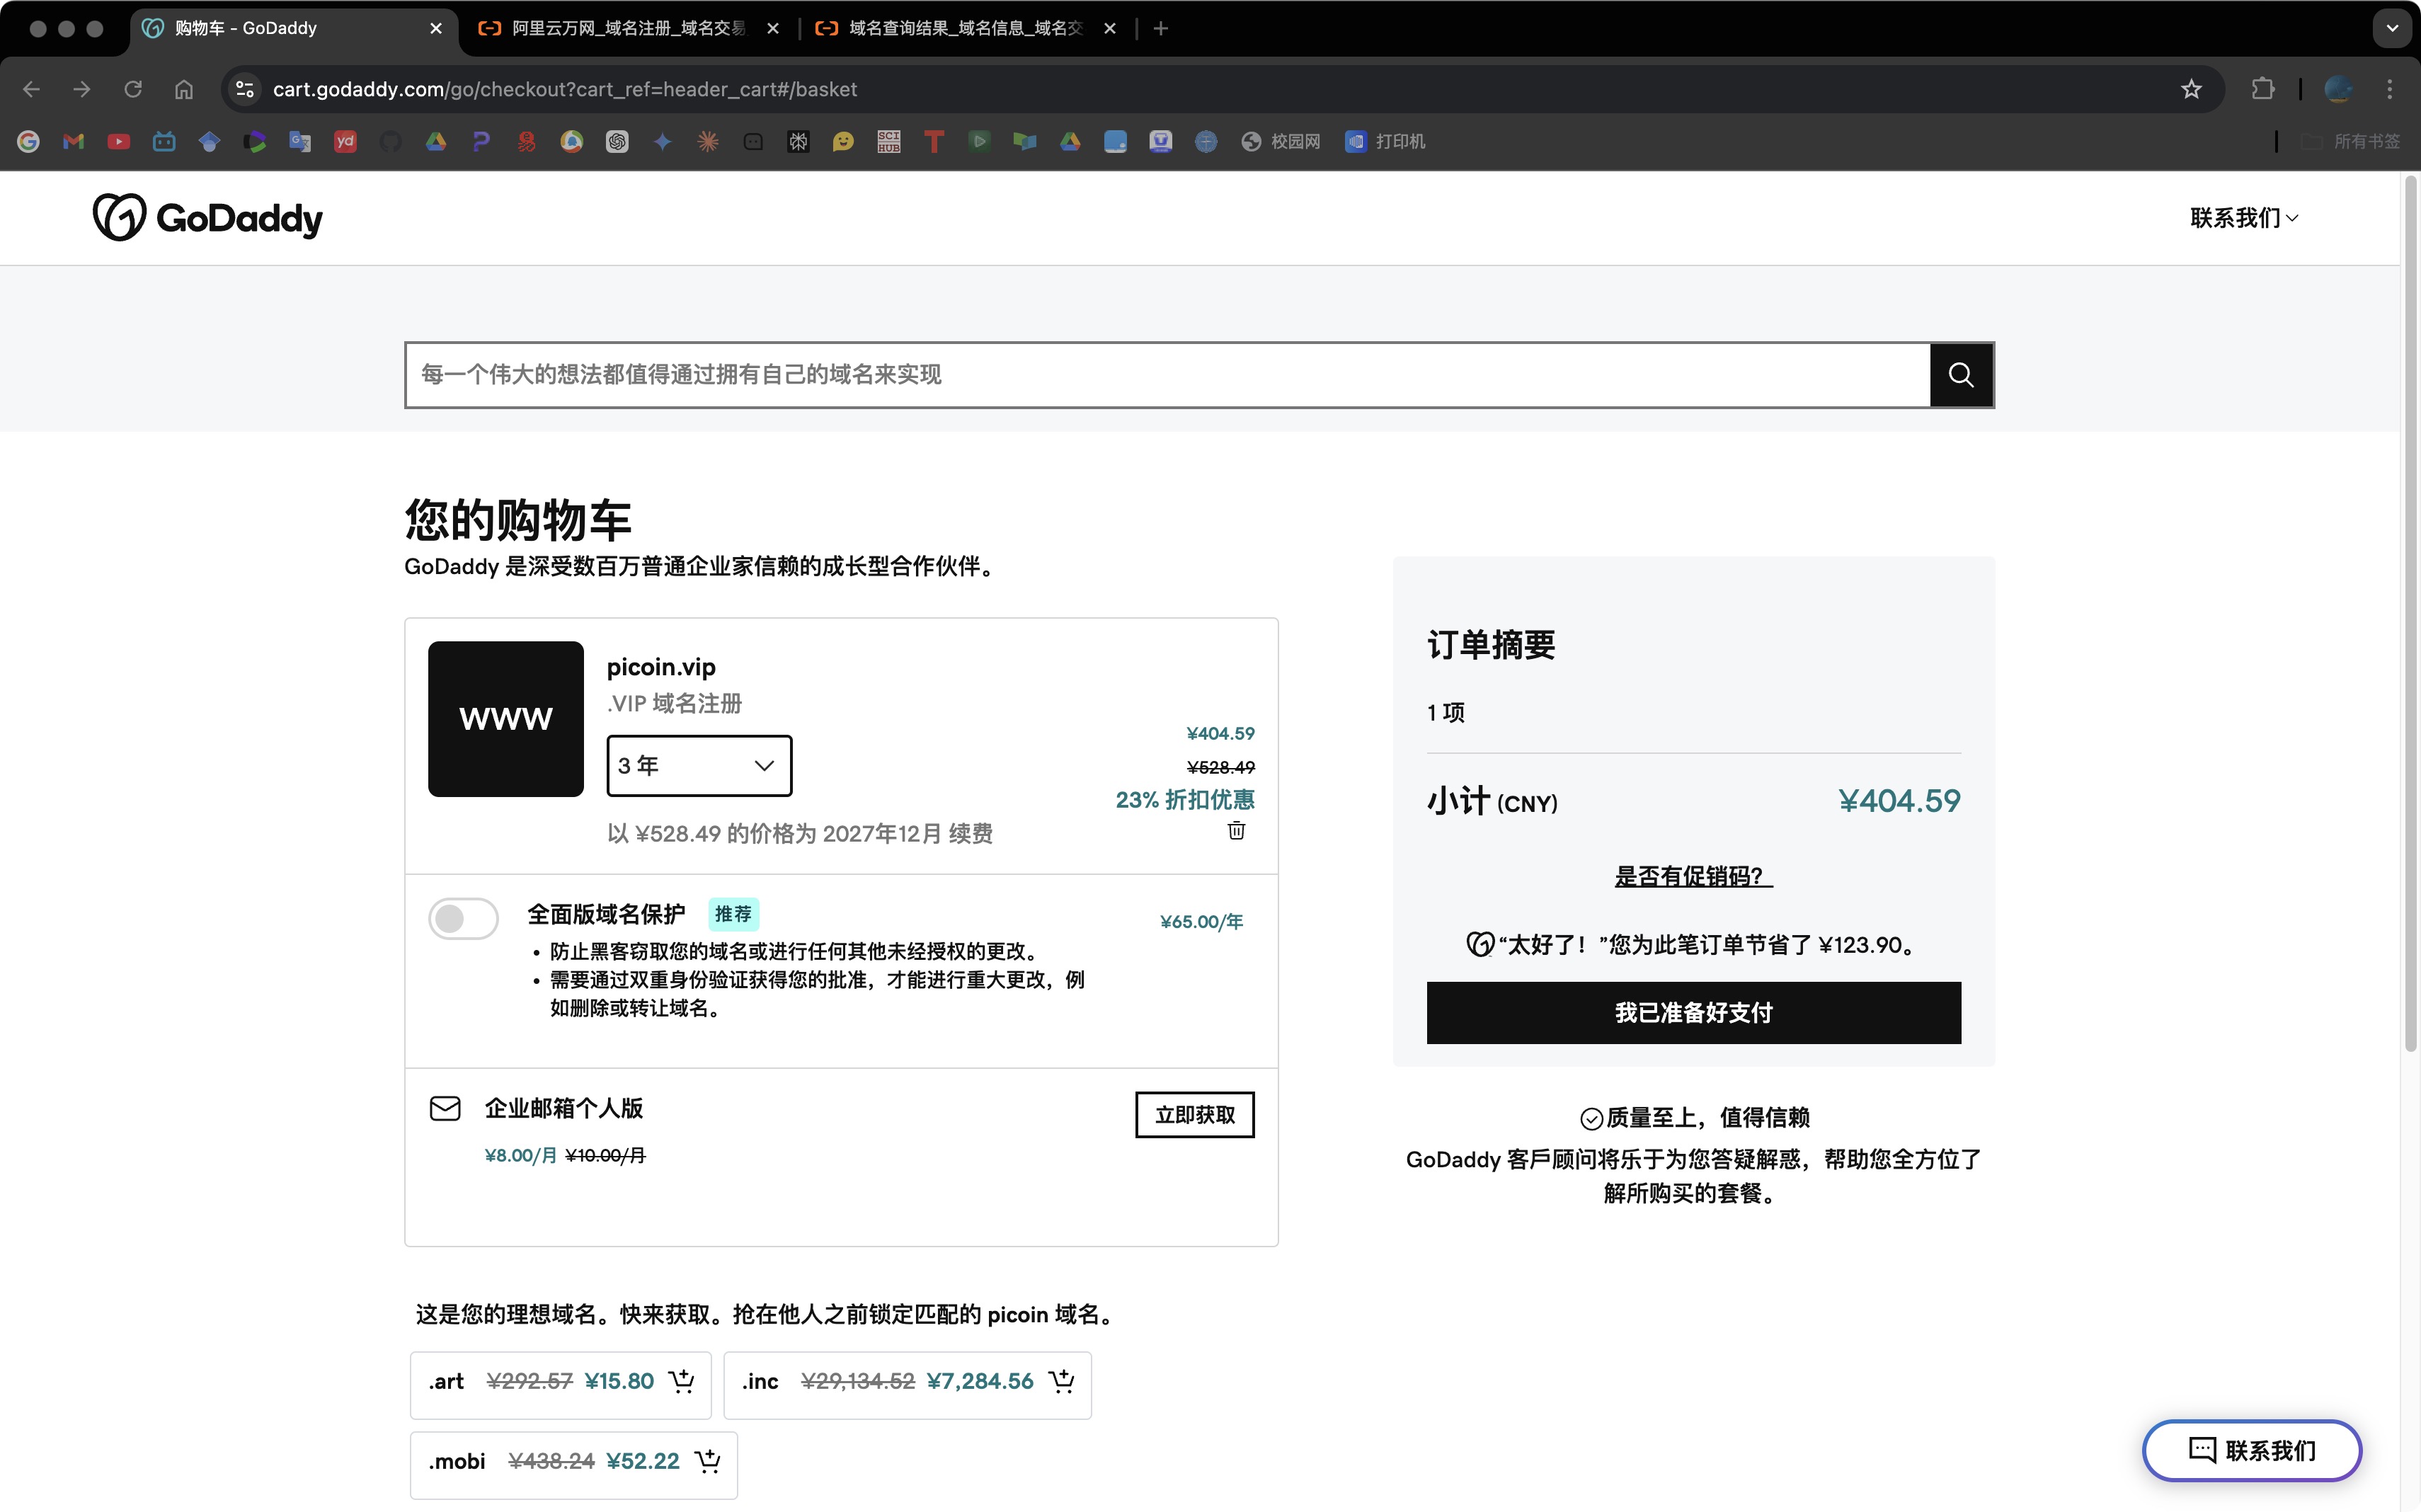 购物车 - GoDaddy
阿里云万网_域名注册_域名交易
域名查询结果_域名信息_域名交
cart.godaddy.com/go/checkout?cart_ref=header_cart#/basket
yd
SCI
HUB
校园网
打印机
所有书签
GoDaddy
联系我们
每一个伟大的想法都值得通过拥有自己的域名来实现
您的购物车
GoDaddy 是深受数百万普通企业家信赖的成长型合作伙伴。
www
picoin.vip
.VIP 域名注册
3 年
以 ¥528.49 的价格为 2027年12月 续费
¥404.59
¥528.49
23% 折扣优惠
全面版域名保护 推荐
¥65.00/年
• 防止黑客窃取您的域名或进行任何其他未经授权的更改。
• 需要通过双重身份验证获得您的批准，才能进行重大更改，例
如删除或转让域名。
企业邮箱个人版
¥8.00/月 ¥10.00/月
立即获取
这是您的理想域名。快来获取。抢在他人之前锁定匹配的 picoin 域名。
.art ¥292.57 ¥15.80
.inc ¥29,134.52 ¥7,284.56
.mobi ¥438.24 ¥52.22
订单摘要
1 项
小计 (CNY) ¥404.59
是否有促销码？
“太好了！”您为此笔订单节省了 ¥123.90。
我已准备好支付
质量至上，值得信赖
GoDaddy 客戶顾问将乐于为您答疑解惑，帮助您全方位了
解所购买的套餐。
联系我们